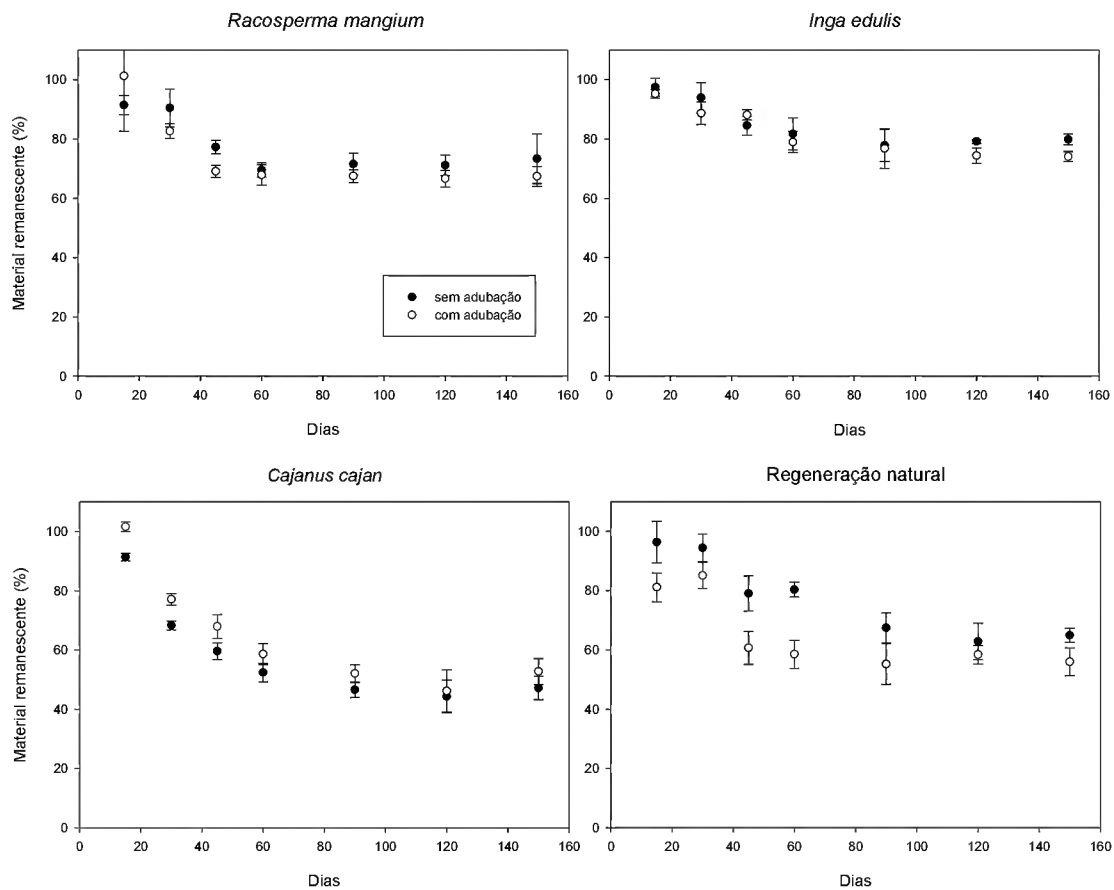 Racosperma mangium
Inga edulis
100
80
60
40
20
0
Material remanescente (%)
sem adubação
com adubação
0 20 40 60 80 100 120 140 160
Dias
100
80
60
40
20
0
0 20 40 60 80 100 120 140 160
Dias
Cajanus cajan
Regeneração natural
100
80
60
40
20
0
Material remanescente (%)
0 20 40 60 80 100 120 140 160
Dias
100
80
60
40
20
0
0 20 40 60 80 100 120 140 160
Dias